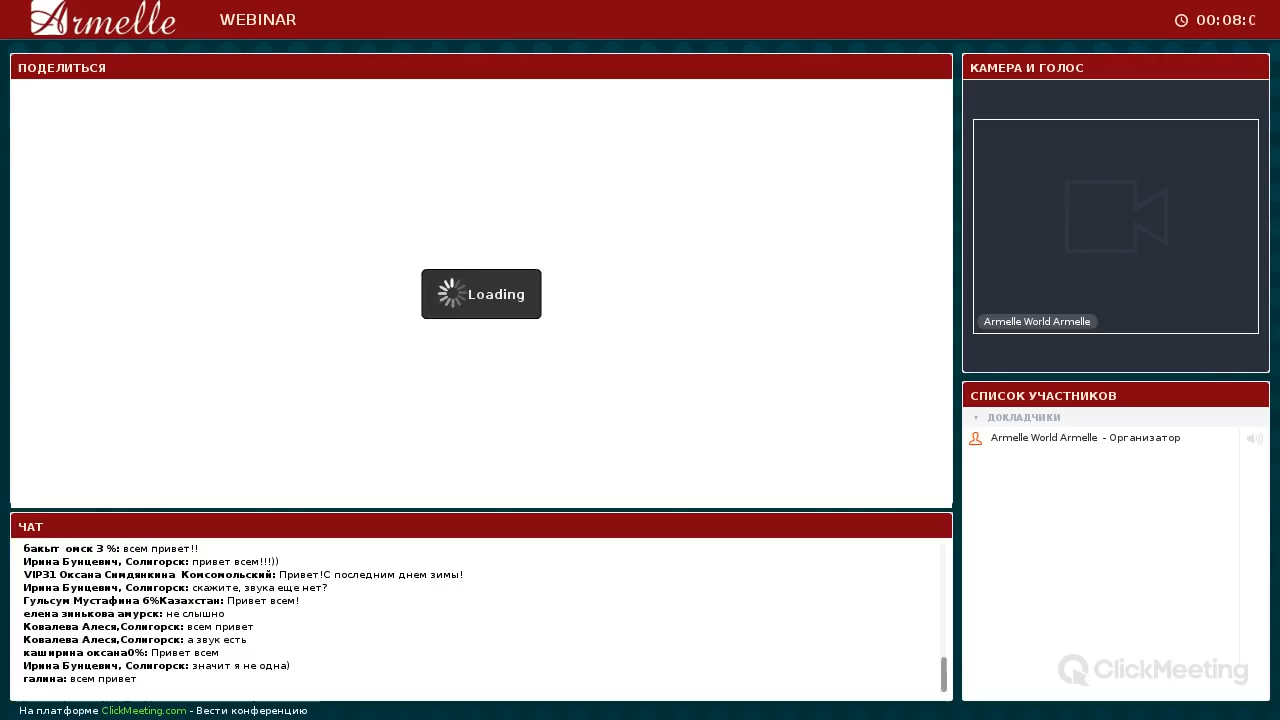 Armelle
WEBINAR
00:08:
ПОДЕЛИТЬСЯ
Loading
КАМЕРА И ГОЛОС
Armelle World Armelle
СПИСОК УЧАСТНИКОВ
ДОКЛАДЧИКИ
Armelle World Armelle - Организатор
ЧАТ
бакыт омск 3 %: всем привет!!
Ирина Бунцевич, Солигорск: привет всем!!!))
VIP31 Оксана Симдянкина Комсомольский: Привет!С последним днем зимы!
Ирина Бунцевич, Солигорск: скажите, звука еще нет?
Гульсум Мустафина 6%Казахстан: Привет всем!
елена зинькова амурск: не слышно
Ковалева Алеся,Солигорск: всем привет
Ковалева Алеся,Солигорск: а звук есть
каширина оксана0%: Привет всем
Ирина Бунцевич, Солигорск: значит я не одна)
галина: всем привет
ClickMeeting
На платформе ClickMeeting.com - Вести конференцию